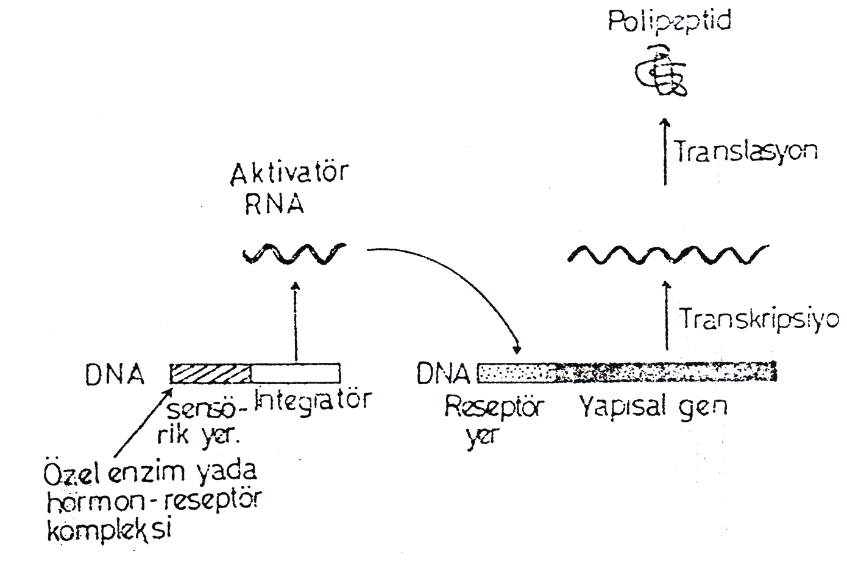 Polipeptid
Translasyon
Aktivatör
RNA
Transkripsiyo
DNA
sensö-
rik yer.
İntegratör
DNA
Reseptör
yer
Yapısal gen
Özel enzim yada
hormon-reseptör
kompleksi